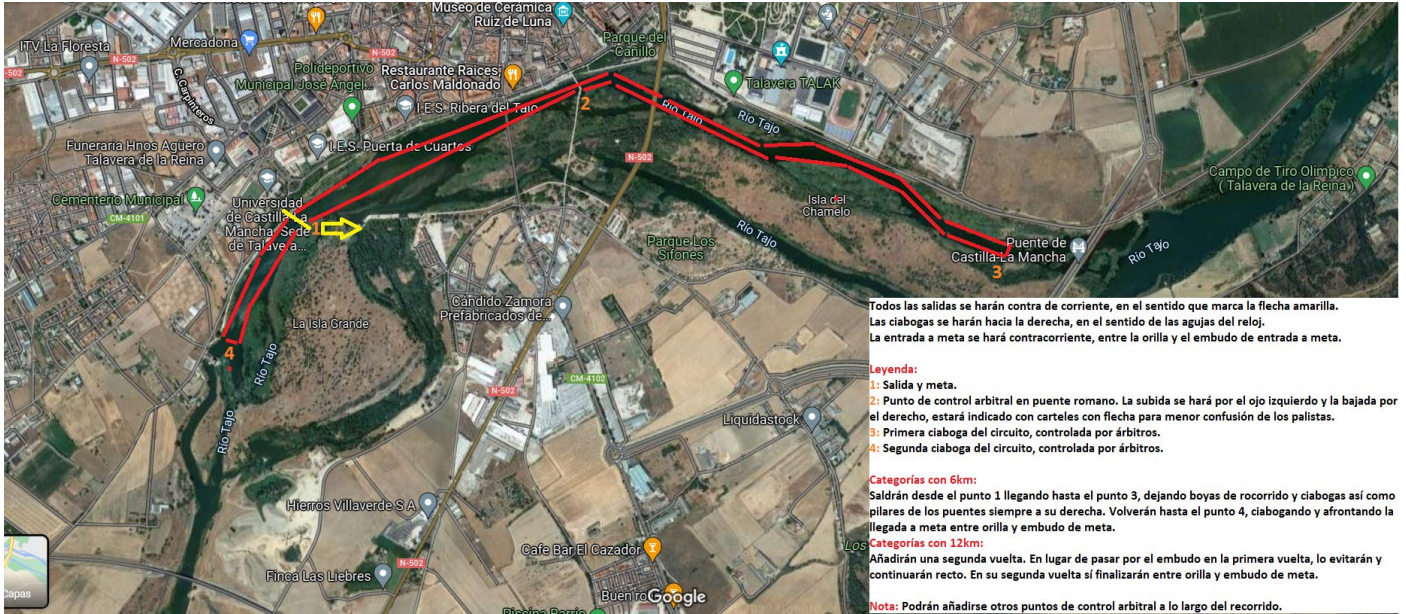 Museo de Cerámica
Ruiz de Luna
ITV La Floresta
Mercadona
N-502
N-502
N-502
C. Carpinteros
Polideportivo
Municipal José Ángel...
Restaurante Raíces,
Carlos Maldonado
Parque del
Cañillo
Talavera TALAK
I.E.S. Ribera del Tajo
2
Río Tajo
Río Tajo
Funeraria Hnos Agüero
Talavera de la Reina
I.E.S. Puerta de Cuartos
N-502
Campo de Tiro Olímpico
( Talavera de la Reina )
Cementerio Municipal
CM-4101
Universidad
de Castilla-La
Mancha. Sede
de Talavera...
1
Isla del
Chamelo
Río Tajo
Parque Los
Sifones
Puente de
Castilla-La Mancha
Río Tajo
3
Cándido Zamora
Prefabricados de...
La Isla Grande
4
Río Tajo
CM-4102
N-502
Liquidastock
Río Tajo
Hierros Villaverde S A
Cafe Bar El Cazador
N-502
Finca Las Liebres
Los
Capas
Buen ro
Google
Piscina Barrio
Todos las salidas se harán contra de corriente, en el sentido que marca la flecha amarilla.
Las ciabogas se harán hacia la derecha, en el sentido de las agujas del reloj.
La entrada a meta se hará contracorriente, entre la orilla y el embudo de entrada a meta.
Leyenda:
1: Salida y meta.
2: Punto de control arbitral en puente romano. La subida se hará por el ojo izquierdo y la bajada por
el derecho, estará indicado con carteles con flecha para menor confusión de los palistas.
3: Primera ciaboga del circuito, controlada por árbitros.
4: Segunda ciaboga del circuito, controlada por árbitros.
Categorías con 6km:
Saldrán desde el punto 1 llegando hasta el punto 3, dejando boyas de rocorrido y ciabogas así como
pilares de los puentes siempre a su derecha. Volverán hasta el punto 4, ciabogando y afrontando la
llegada a meta entre orilla y embudo de meta.
Categorías con 12km:
Añadirán una segunda vuelta. En lugar de pasar por el embudo en la primera vuelta, lo evitarán y
continuarán recto. En su segunda vuelta sí finalizarán entre orilla y embudo de meta.
Nota: Podrán añadirse otros puntos de control arbitral a lo largo del recorrido.